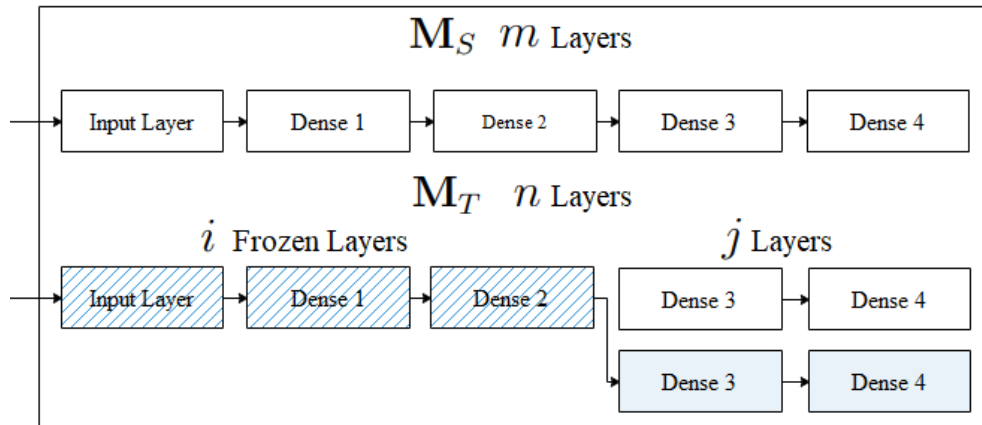 M_S m Layers
Input Layer Dense 1 Dense 2 Dense 3 Dense 4
M_T n Layers
i Frozen Layers j Layers
Input Layer Dense 1 Dense 2 Dense 3 Dense 4
Dense 3 Dense 4